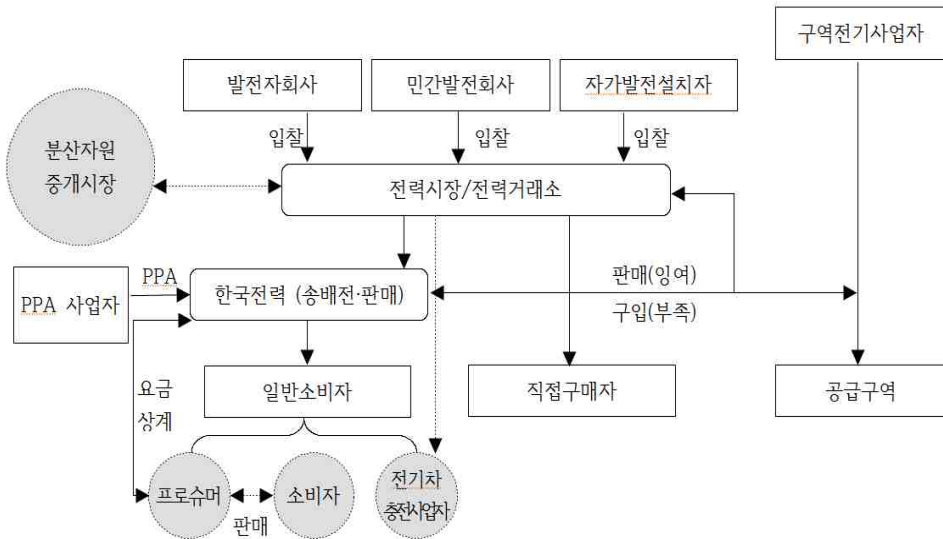 구역전기사업자
발전자회사
민간발전회사
자가발전설치자
입찰
입찰
입찰
분산자원
중개시장
전력시장/전력거래소
PPA 사업자
PPA
한국전력 (송배전·판매)
판매(잉여)
구입(부족)
요금
상계
일반소비자
직접구매자
공급구역
프로슈머
판매
소비자
전기차
충전사업자